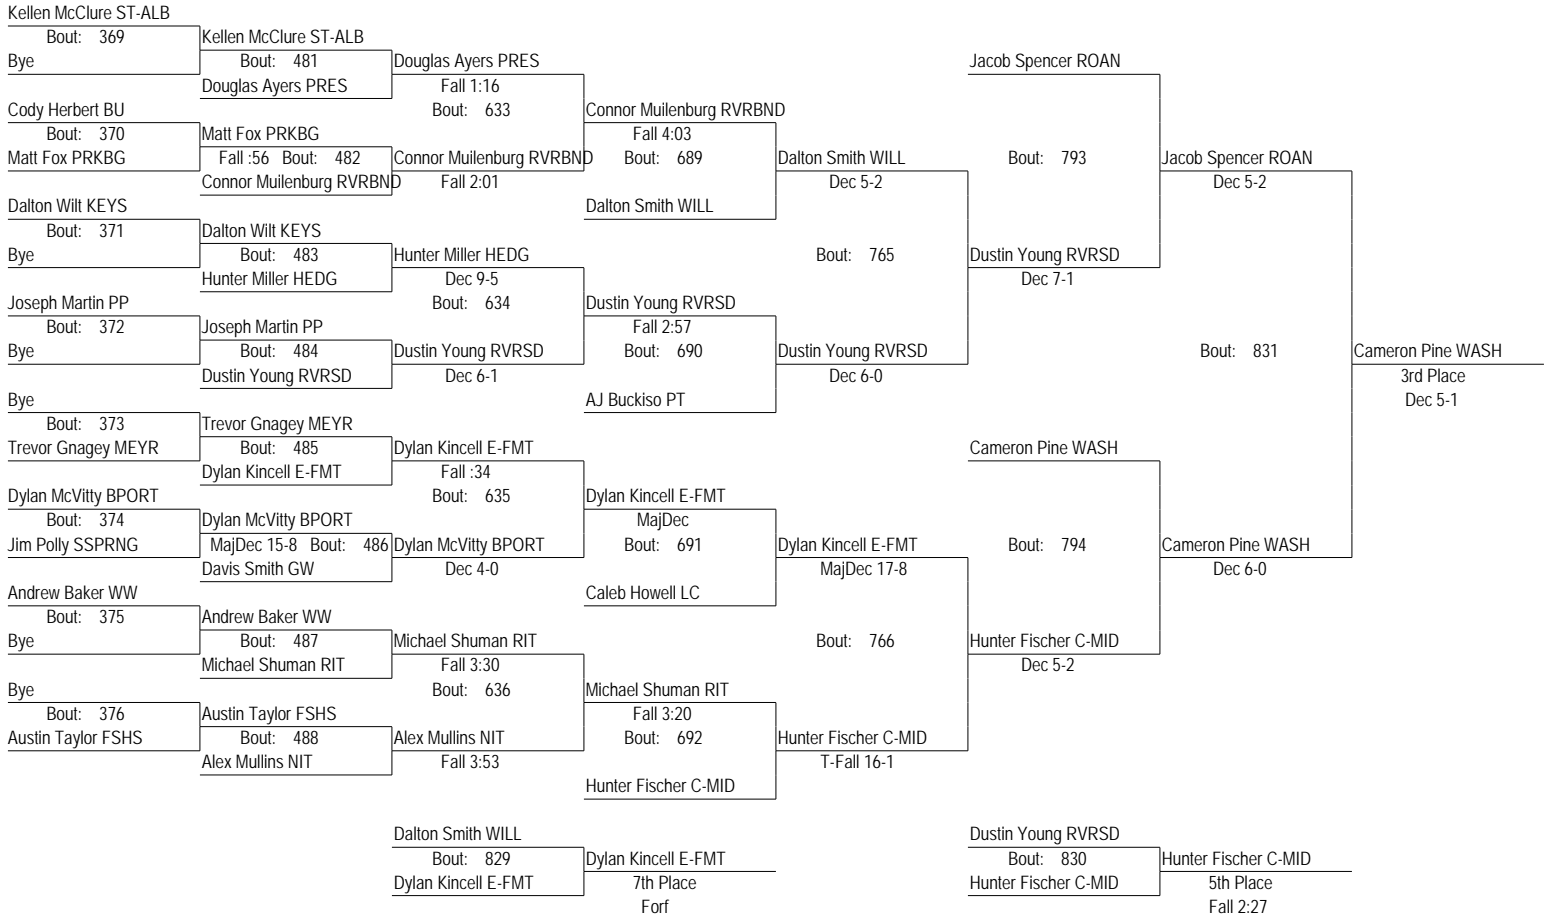 Kellen McClure ST-ALB
Bout: 369
Bye
Cody Herbert BU
Bout: 370
Matt Fox PRKBG
Dalton Wilt KEYS
Bout: 371
Bye
Joseph Martin PP
Bout: 372
Bye
Bye
Bout: 373
Trevor Gnagey MEYR
Dylan McVitty BPORT
Bout: 374
Jim Polly SSPRNG
Andrew Baker WW
Bout: 375
Bye
Bye
Bout: 376
Austin Taylor FSHS
Kellen McClure ST-ALB
Bout: 481
Douglas Ayers PRES
Matt Fox PRKBG
Fall :56 Bout: 482
Connor Muilenburg RVRBND
Dalton Wilt KEYS
Bout: 483
Hunter Miller HEDG
Joseph Martin PP
Bout: 484
Dustin Young RVRSD
Trevor Gnagey MEYR
Bout: 485
Dylan Kincell E-FMT
Dylan McVitty BPORT
MajDec 15-8 Bout: 486
Davis Smith GW
Andrew Baker WW
Bout: 487
Michael Shuman RIT
Austin Taylor FSHS
Bout: 488
Alex Mullins NIT
Douglas Ayers PRES
Fall 1:16
Bout: 633
Connor Muilenburg RVRBND
Fall 2:01
Hunter Miller HEDG
Dec 9-5
Bout: 634
Dustin Young RVRSD
Dec 6-1
Dylan Kincell E-FMT
Fall :34
Bout: 635
Dylan McVitty BPORT
Dec 4-0
Michael Shuman RIT
Fall 3:30
Bout: 636
Alex Mullins NIT
Fall 3:53
Connor Muilenburg RVRBND
Fall 4:03
Bout: 689
Dalton Smith WILL
Dustin Young RVRSD
Fall 2:57
Bout: 690
AJ Buckiso PT
Dylan Kincell E-FMT
MajDec
Bout: 691
Caleb Howell LC
Michael Shuman RIT
Fall 3:20
Bout: 692
Hunter Fischer C-MID
Dalton Smith WILL
Dec 5-2
Bout: 765
Dustin Young RVRSD
Dec 6-0
Dylan Kincell E-FMT
MajDec 17-8
Bout: 766
Hunter Fischer C-MID
T-Fall 16-1
Jacob Spencer ROAN
Bout: 793
Dustin Young RVRSD
Dec 7-1
Cameron Pine WASH
Bout: 794
Hunter Fischer C-MID
Dec 5-2
Jacob Spencer ROAN
Dec 5-2
Bout: 831
Cameron Pine WASH
Dec 6-0
Cameron Pine WASH
3rd Place
Dec 5-1
Dalton Smith WILL
Bout: 829
Dylan Kincell E-FMT
Dylan Kincell E-FMT
7th Place
Forf
Dustin Young RVRSD
Bout: 830
Hunter Fischer C-MID
Hunter Fischer C-MID
5th Place
Fall 2:27